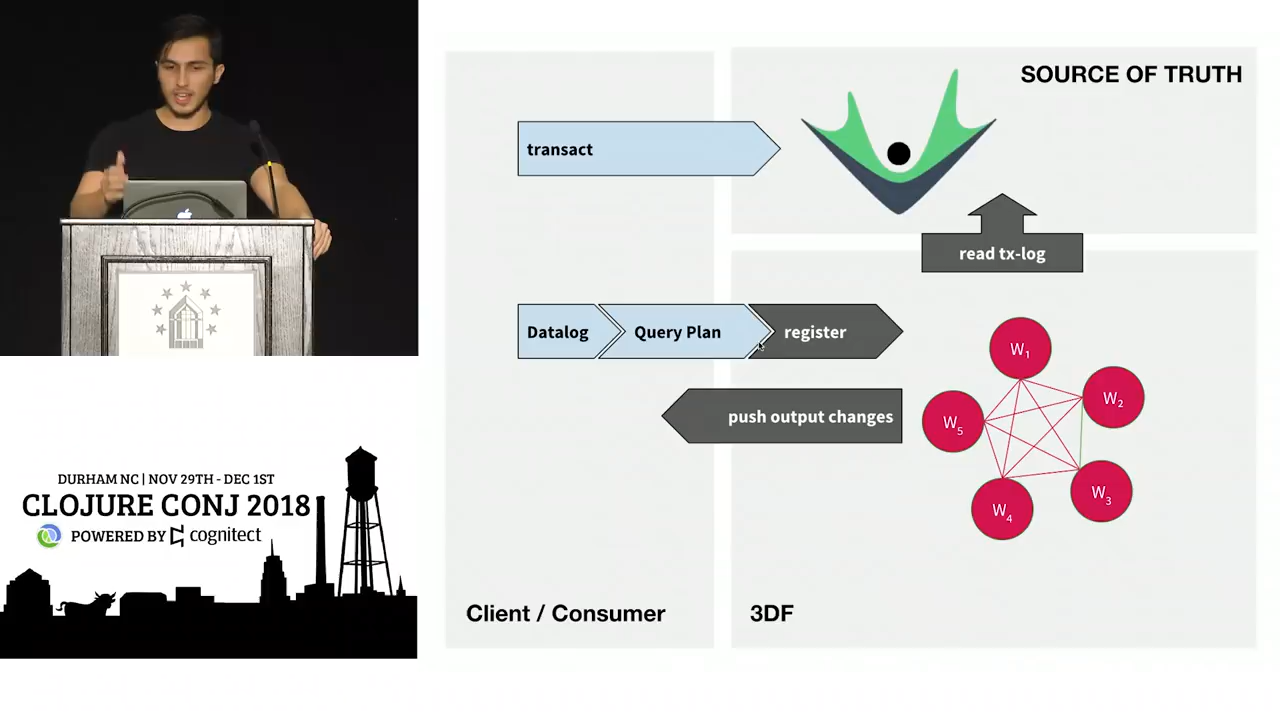 SOURCE OF TRUTH
transact
read tx-log
Datalog
Query Plan
register
push output changes
W1
W2
W5
W3
W4
Client / Consumer
3DF
DURHAM NC | NOV 29TH - DEC 1ST
CLOJURE CONJ 2018
POWERED BY cognitect